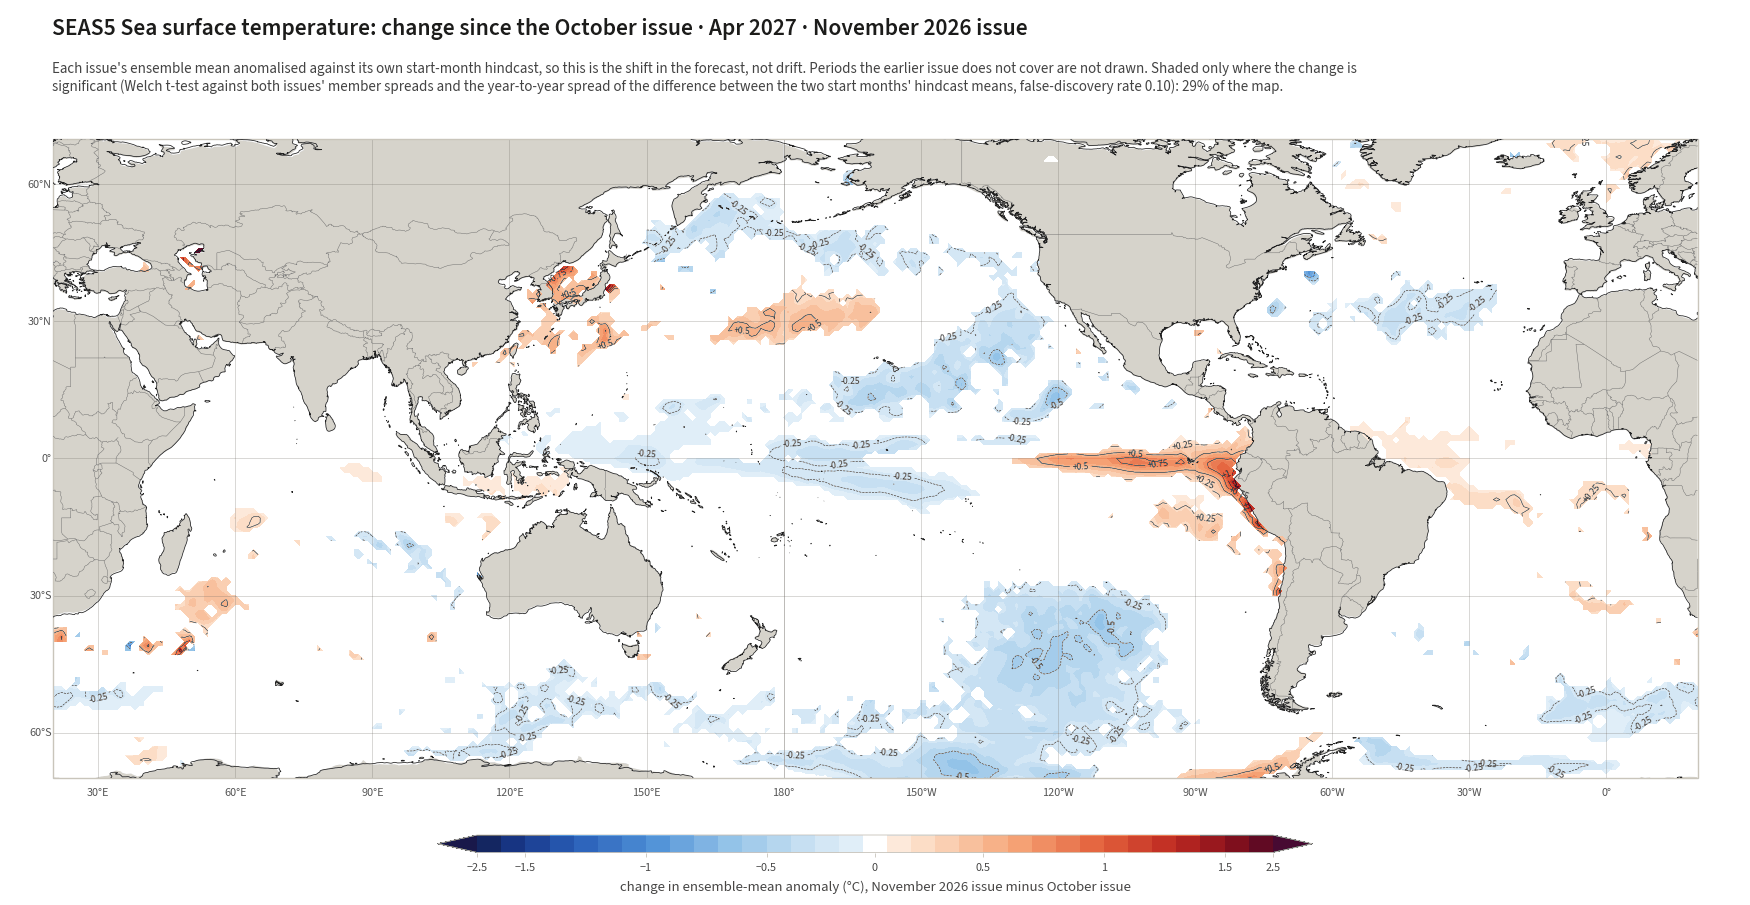 SEAS5 Sea surface temperature: change since the October issue · Apr 2027 · November 2026 issue
Each issue's ensemble mean anomalised against its own start-month hindcast, so this is the shift in the forecast, not drift. Periods the earlier issue does not cover are not drawn. Shaded only where the change is
significant (Welch t-test against both issues' member spreads and the year-to-year spread of the difference between the two start months' hindcast means, false-discovery rate 0.10): 29% of the map.
60°N
30°N
0°
30°S
60°S
30°E 60°E 90°E 120°E 150°E 180° 150°W 120°W 90°W 60°W 30°W 0°
−2.5 −1.5 −1 −0.5 0 0.5 1 1.5 2.5
change in ensemble-mean anomaly (°C), November 2026 issue minus October issue